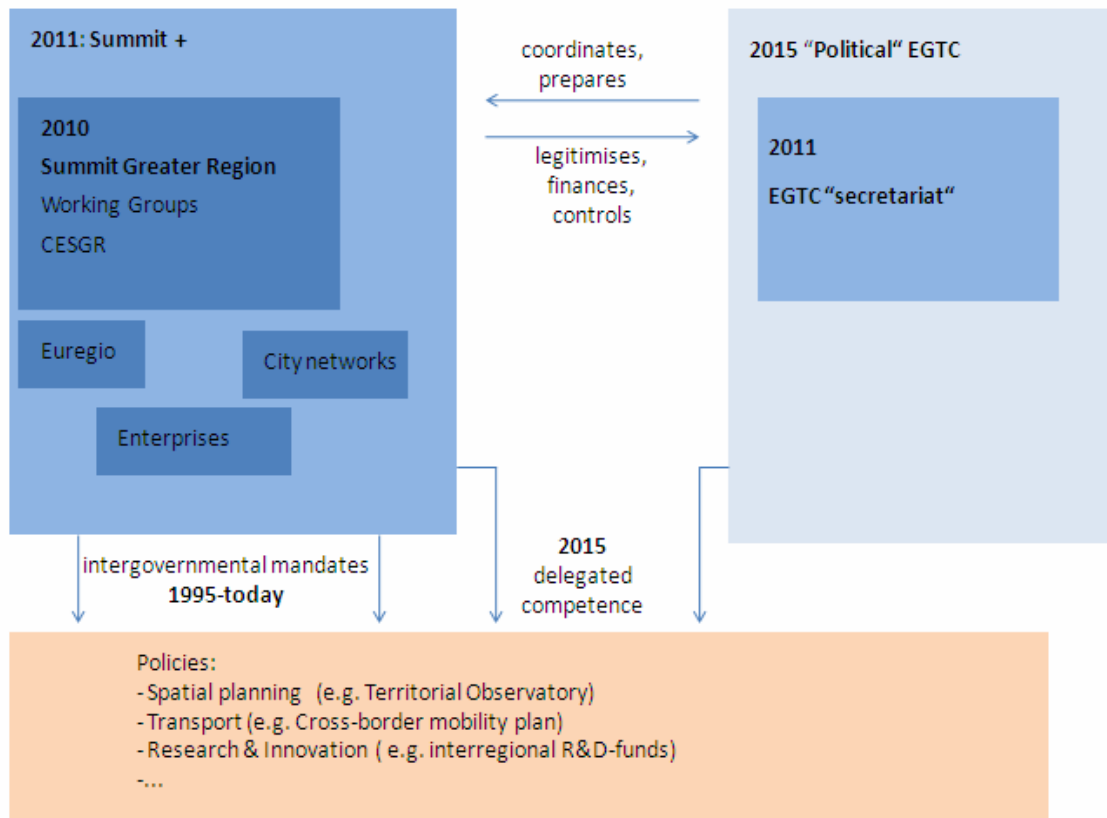 2011: Summit +
2010
Summit Greater Region
Working Groups
CESGR
Euregio
City networks
Enterprises
coordinates,
prepares
legitimises,
finances,
controls
2015 “Political“ EGTC
2011
EGTC “secretariat“
intergovernmental mandates
1995-today
2015
delegated
competence
Policies:
- Spatial planning (e.g. Territorial Observatory)
- Transport (e.g. Cross-border mobility plan)
- Research & Innovation ( e.g. interregional R&D-funds)
-...